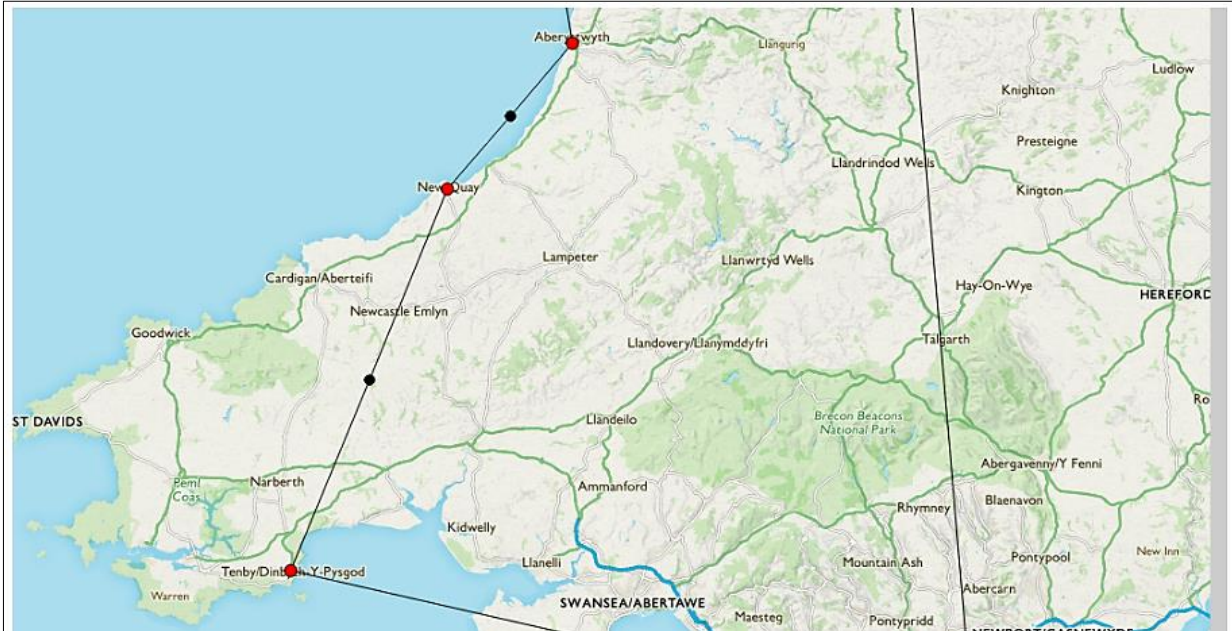 Aberystwyth
Llangurig
Ludlow
Knighton
Presteigne
Llandrindod Wells
New Quay
Kington
Lampeter
Llanwrtyd Wells
Cardigan/Aberteifi
Hay-On-Wye
HEREFORD
Newcastle Emlyn
Goodwick
Llandovery/Llanymddyfri
Talgarth
ST DAVIDS
Llandeilo
Brecon Beacons
National Park
Abergavenny/Y Fenni
Narberth
Ammanford
Blaenavon
Rhymney
Kidwelly
Llanelli
Mountain Ash
Pontypool
New Inn
Tenby/Dinbych-Y-Pysgod
Warren
Abercarn
SWANSEA/ABERTAWE
Maesteg
Pontypridd